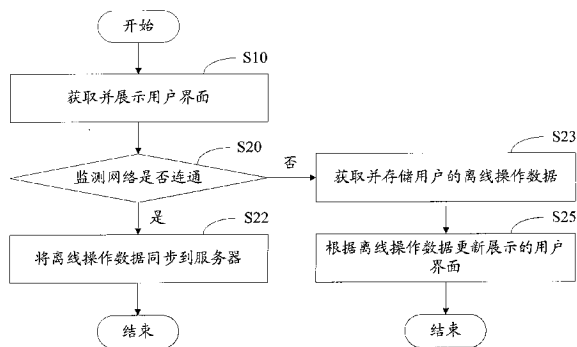 开始
S10
获取并展示用户界面
S20
监测网络是否连通
否
S23
获取并存储用户的离线操作数据
是
S22
将离线操作数据同步到服务器
S25
根据离线操作数据更新展示的用户
界面
结束
结束